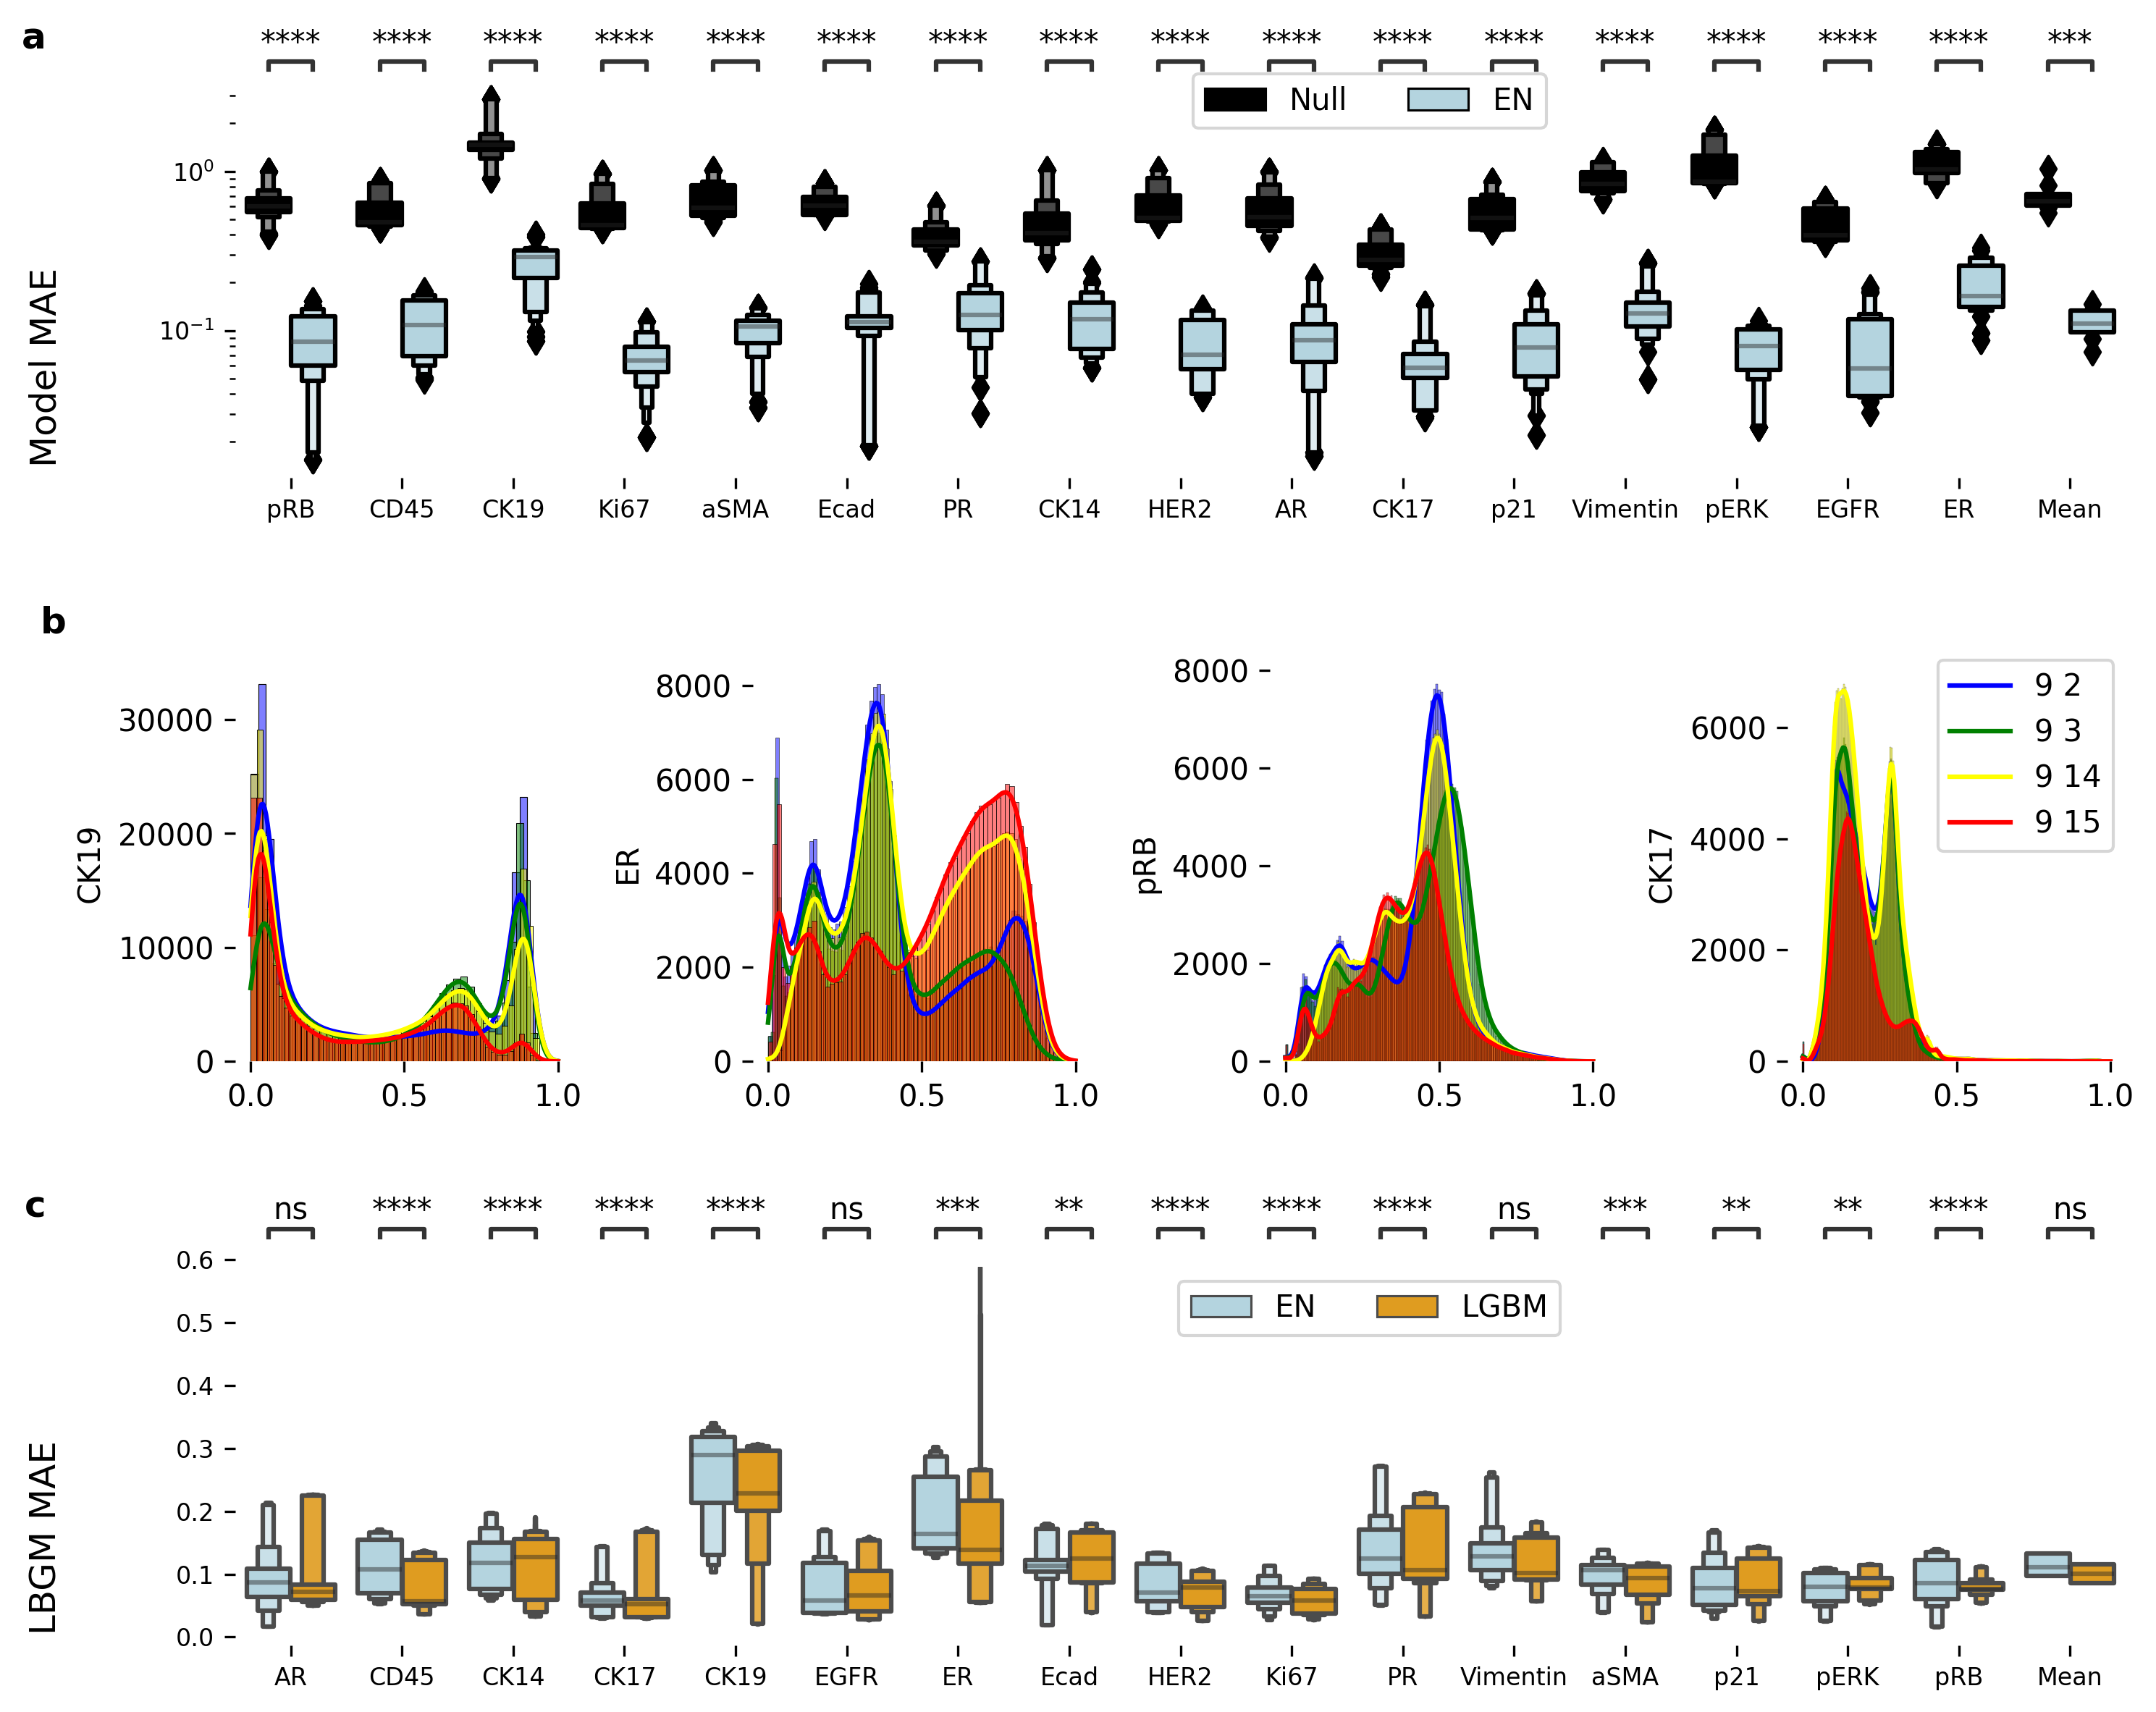 a
**** **** **** **** **** **** **** **** **** **** **** **** **** **** **** **** ***
Null EN
Model MAE
10^0
10^-1
pRB CD45 CK19 Ki67 aSMA Ecad PR CK14 HER2 AR CK17 p21 Vimentin pERK EGFR ER Mean
b
CK19
30000
20000
10000
0
0.0 0.5 1.0
ER
8000
6000
4000
2000
0
0.0 0.5 1.0
pRB
8000
6000
4000
2000
0
0.0 0.5 1.0
CK17
6000
4000
2000
0
0.0 0.5 1.0
9 2
9 3
9 14
9 15
c
ns **** **** **** **** ns *** ** **** **** **** ns *** ** ** **** ns
EN LGBM
LBGM MAE
0.6
0.5
0.4
0.3
0.2
0.1
0.0
AR CD45 CK14 CK17 CK19 EGFR ER Ecad HER2 Ki67 PR Vimentin aSMA p21 pERK pRB Mean